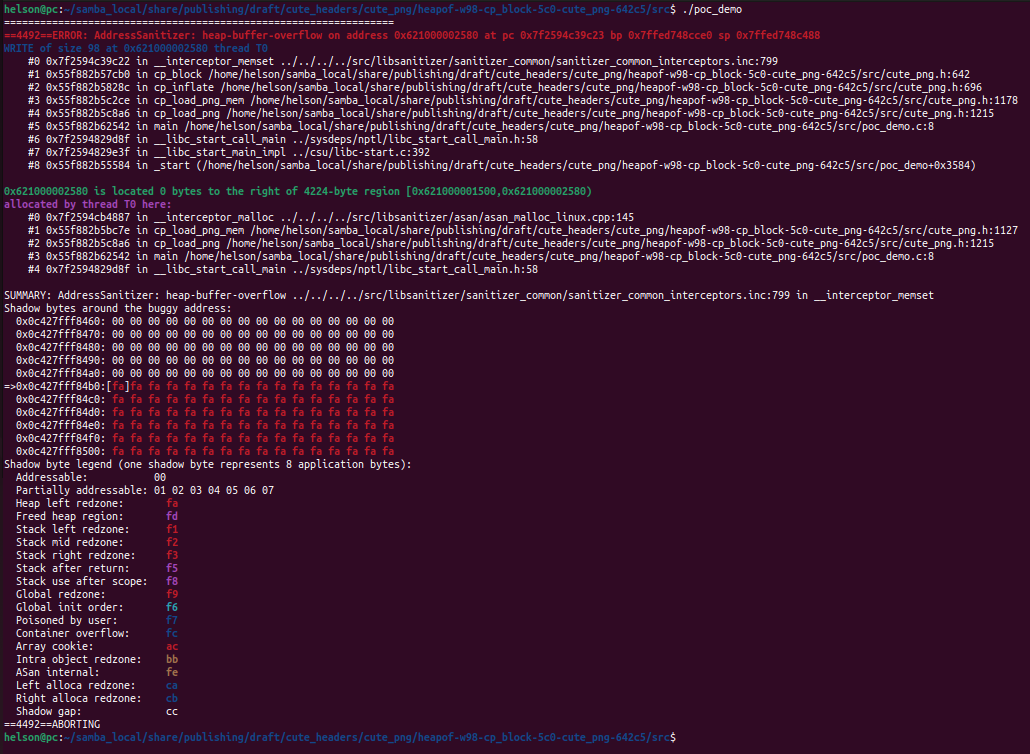 helson@pc:~/samba_local/share/publishing/draft/cute_headers/cute_png/heapof-w98-cp_block-5c0-cute_png-642c5/src$ ./poc_demo
=================================================================
==4492==ERROR: AddressSanitizer: heap-buffer-overflow on address 0x621000002580 at pc 0x7f2594c39c23 bp 0x7ffed748cce0 sp 0x7ffed748c488
WRITE of size 98 at 0x621000002580 thread T0
    #0 0x7f2594c39c22 in __interceptor_memset ../../../../src/libsanitizer/sanitizer_common/sanitizer_common_interceptors.inc:799
    #1 0x55f882b57cb0 in cp_block /home/helson/samba_local/share/publishing/draft/cute_headers/cute_png/heapof-w98-cp_block-5c0-cute_png-642c5/src/cute_png.h:642
    #2 0x55f882b5828c in cp_inflate /home/helson/samba_local/share/publishing/draft/cute_headers/cute_png/heapof-w98-cp_block-5c0-cute_png-642c5/src/cute_png.h:696
    #3 0x55f882b5c2ce in cp_load_png_mem /home/helson/samba_local/share/publishing/draft/cute_headers/cute_png/heapof-w98-cp_block-5c0-cute_png-642c5/src/cute_png.h:1178
    #4 0x55f882b5c8a6 in cp_load_png /home/helson/samba_local/share/publishing/draft/cute_headers/cute_png/heapof-w98-cp_block-5c0-cute_png-642c5/src/cute_png.h:1215
    #5 0x55f882b62542 in main /home/helson/samba_local/share/publishing/draft/cute_headers/cute_png/heapof-w98-cp_block-5c0-cute_png-642c5/src/poc_demo.c:8
    #6 0x7f2594829d8f in __libc_start_call_main ../sysdeps/nptl/libc_start_call_main.h:58
    #7 0x7f2594829e3f in __libc_start_main_impl ../csu/libc-start.c:392
    #8 0x55f882b55584 in _start (/home/helson/samba_local/share/publishing/draft/cute_headers/cute_png/heapof-w98-cp_block-5c0-cute_png-642c5/src/poc_demo+0x3584)

0x621000002580 is located 0 bytes to the right of 4224-byte region [0x621000001500,0x621000002580)
allocated by thread T0 here:
    #0 0x7f2594cb4887 in __interceptor_malloc ../../../../src/libsanitizer/asan/asan_malloc_linux.cpp:145
    #1 0x55f882b5bc7e in cp_load_png_mem /home/helson/samba_local/share/publishing/draft/cute_headers/cute_png/heapof-w98-cp_block-5c0-cute_png-642c5/src/cute_png.h:1127
    #2 0x55f882b5c8a6 in cp_load_png /home/helson/samba_local/share/publishing/draft/cute_headers/cute_png/heapof-w98-cp_block-5c0-cute_png-642c5/src/cute_png.h:1215
    #3 0x55f882b62542 in main /home/helson/samba_local/share/publishing/draft/cute_headers/cute_png/heapof-w98-cp_block-5c0-cute_png-642c5/src/poc_demo.c:8
    #4 0x7f2594829d8f in __libc_start_call_main ../sysdeps/nptl/libc_start_call_main.h:58

SUMMARY: AddressSanitizer: heap-buffer-overflow ../../../../src/libsanitizer/sanitizer_common/sanitizer_common_interceptors.inc:799 in __interceptor_memset
Shadow bytes around the buggy address:
  0x0c427fff8460: 00 00 00 00 00 00 00 00 00 00 00 00 00 00 00 00
  0x0c427fff8470: 00 00 00 00 00 00 00 00 00 00 00 00 00 00 00 00
  0x0c427fff8480: 00 00 00 00 00 00 00 00 00 00 00 00 00 00 00 00
  0x0c427fff8490: 00 00 00 00 00 00 00 00 00 00 00 00 00 00 00 00
  0x0c427fff84a0: 00 00 00 00 00 00 00 00 00 00 00 00 00 00 00 00
=>0x0c427fff84b0:[fa]fa fa fa fa fa fa fa fa fa fa fa fa fa fa fa
  0x0c427fff84c0: fa fa fa fa fa fa fa fa fa fa fa fa fa fa fa fa
  0x0c427fff84d0: fa fa fa fa fa fa fa fa fa fa fa fa fa fa fa fa
  0x0c427fff84e0: fa fa fa fa fa fa fa fa fa fa fa fa fa fa fa fa
  0x0c427fff84f0: fa fa fa fa fa fa fa fa fa fa fa fa fa fa fa fa
  0x0c427fff8500: fa fa fa fa fa fa fa fa fa fa fa fa fa fa fa fa
Shadow byte legend (one shadow byte represents 8 application bytes):
  Addressable:           00
  Partially addressable: 01 02 03 04 05 06 07
  Heap left redzone:       fa
  Freed heap region:       fd
  Stack left redzone:      f1
  Stack mid redzone:       f2
  Stack right redzone:     f3
  Stack after return:      f5
  Stack use after scope:   f8
  Global redzone:          f9
  Global init order:       f6
  Poisoned by user:        f7
  Container overflow:      fc
  Array cookie:            ac
  Intra object redzone:    bb
  ASan internal:           fe
  Left alloca redzone:     ca
  Right alloca redzone:    cb
  Shadow gap:              cc
==4492==ABORTING
helson@pc:~/samba_local/share/publishing/draft/cute_headers/cute_png/heapof-w98-cp_block-5c0-cute_png-642c5/src$